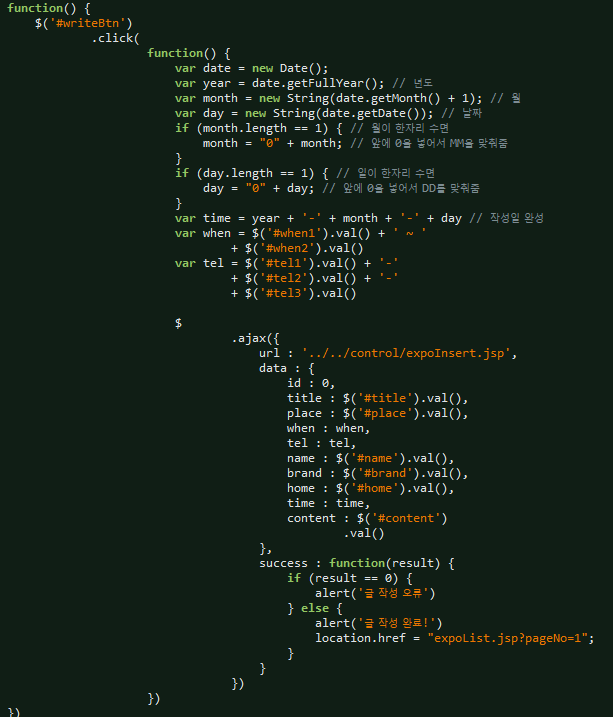 function() {
    $('#writeBtn')
            .click(
                    function() {
                        var date = new Date();
                        var year = date.getFullYear(); // 년도
                        var month = new String(date.getMonth() + 1); // 월
                        var day = new String(date.getDate()); // 날짜
                        if (month.length == 1) { // 월이 한자리 수면
                            month = "0" + month; // 앞에 0을 넣어서 MM을 맞춰줌
                        }
                        if (day.length == 1) { // 일이 한자리 수면
                            day = "0" + day; // 앞에 0을 넣어서 DD를 맞춰줌
                        }
                        var time = year + '-' + month + '-' + day // 작성일 완성
                        var when = $('#when1').val() + ' ~ '
                                + $('#when2').val()
                        var tel = $('#tel1').val() + '-'
                                + $('#tel2').val() + '-'
                                + $('#tel3').val()

                        $
                                .ajax({
                                    url : '../../control/expoInsert.jsp',
                                    data : {
                                        id : 0,
                                        title : $('#title').val(),
                                        place : $('#place').val(),
                                        when : when,
                                        tel : tel,
                                        name : $('#name').val(),
                                        brand : $('#brand').val(),
                                        home : $('#home').val(),
                                        time : time,
                                        content : $('#content')
                                                .val()
                                    },
                                    success : function(result) {
                                        if (result == 0) {
                                            alert('글 작성 오류')
                                        } else {
                                            alert('글 작성 완료!')
                                            location.href = "expoList.jsp?pageNo=1";
                                        }
                                    }
                                })
                    })
})